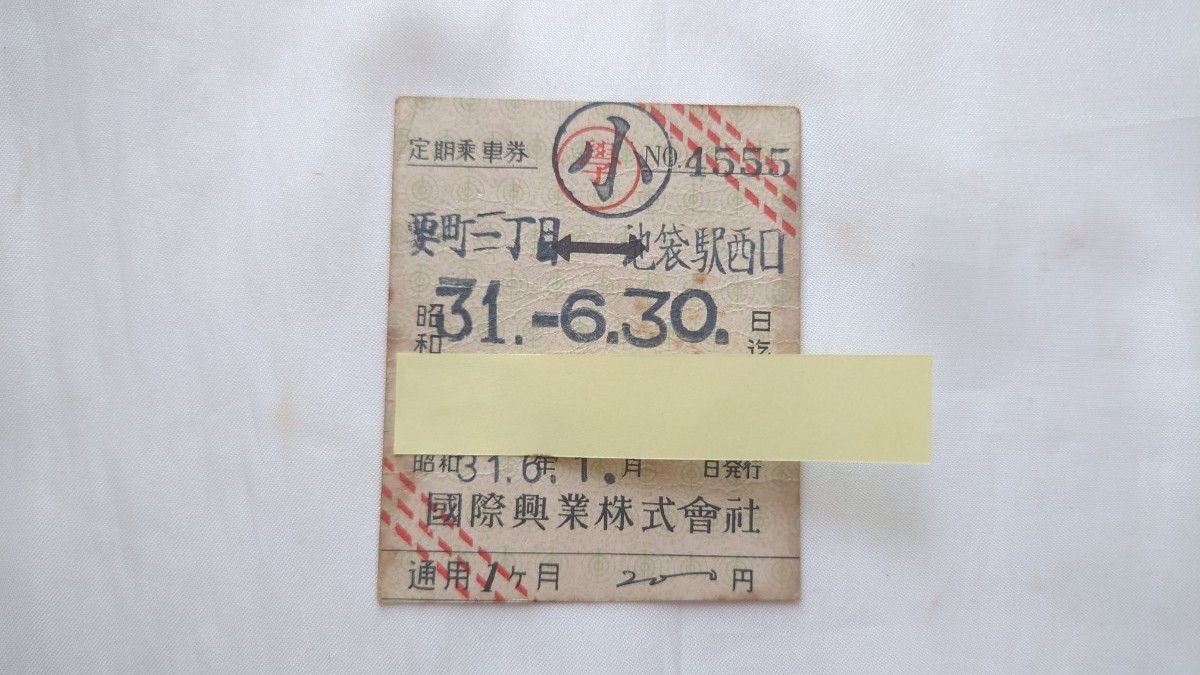 定期乗車券 小 學 NO. 4555
要町三丁目 ↔ 池袋駅西口
昭和 31.-6.30. 日迄
昭和31.6年.1.月 日発行
國際興業株式會社
通用1ヶ月 円